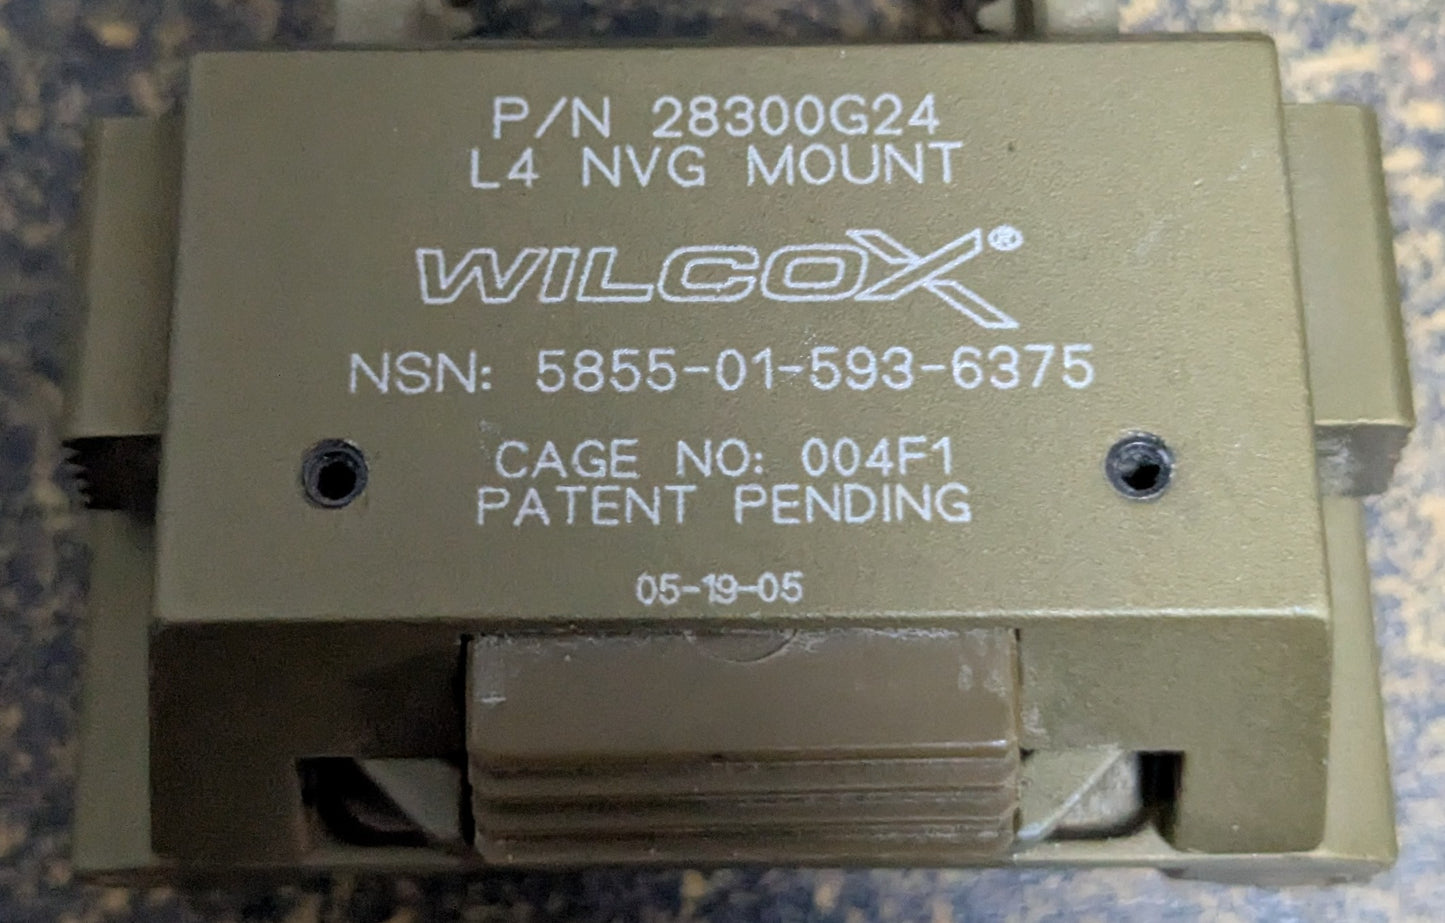 P/N 28300G24
L4 NVG MOUNT
WILCOX®
NSN: 5855-01-593-6375
CAGE NO: 004F1
PATENT PENDING
05-19-05